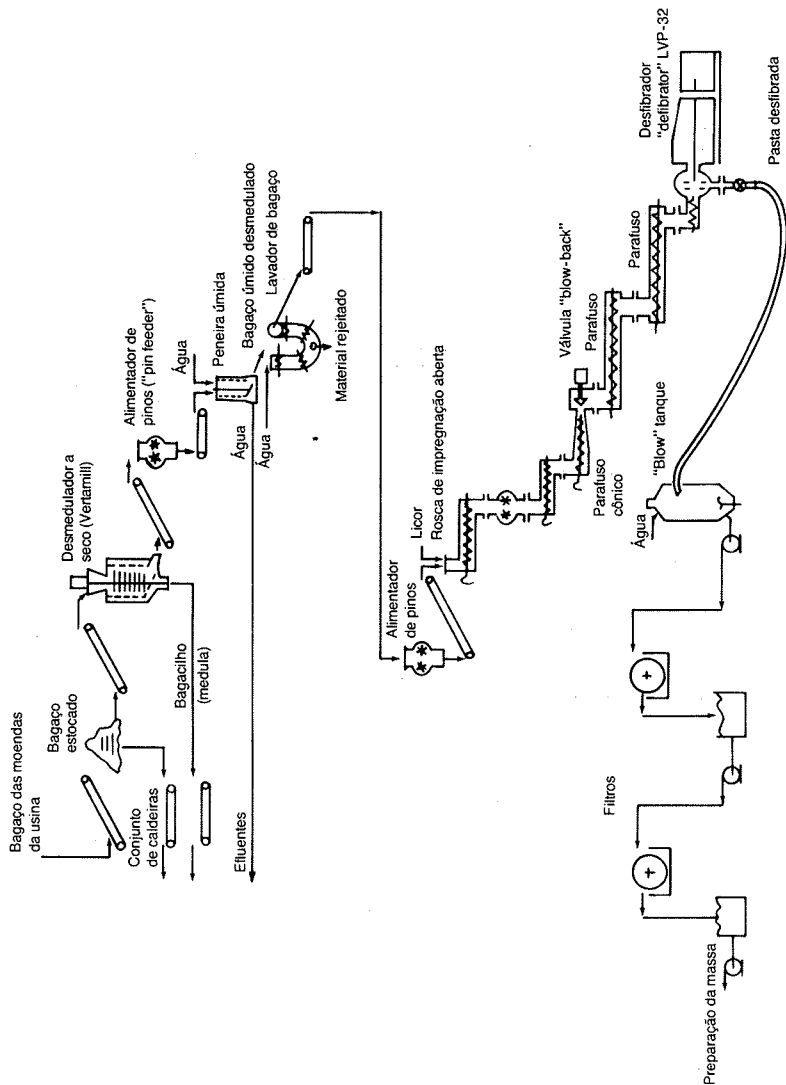 Bagaço das moendas
da usina
Bagaço
estocado
Conjunto
de caldeiras
Desmedulador a
seco (Vertamill)
Bagacilho
(medula)
Efluentes
Alimentador de
pinos ("pin feeder")
Água
Peneira úmida
Água
Bagaço úmido desmedulado
Lavador de bagaço
Água
Material rejeitado
Alimentador
de pinos
Licor
Rosca de impregnação aberta
Parafuso
cônico
Válvula "blow-back"
Parafuso
Parafuso
Desfibrador
"defibrator" LVP-32
Pasta desfibrada
"Blow" tanque
Água
Filtros
Preparação da massa